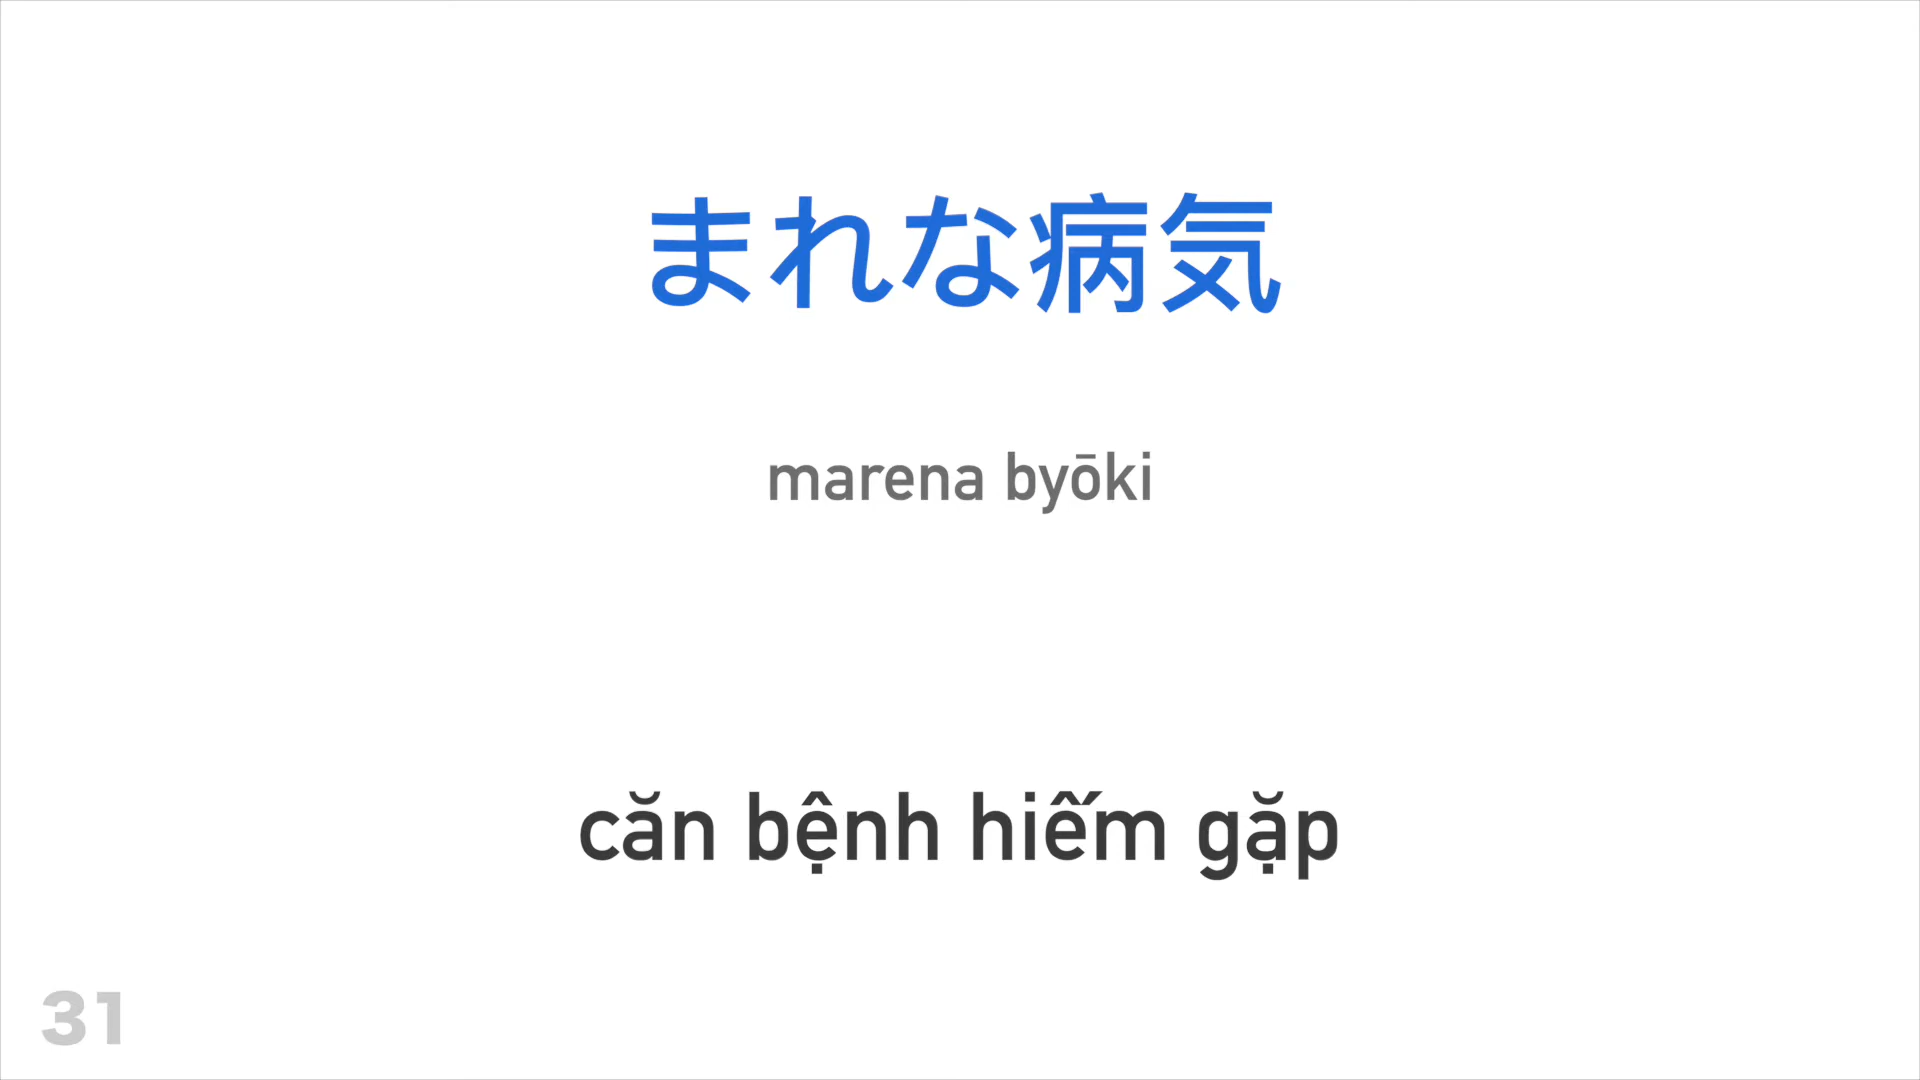 まれな病気
marena byōki
căn bệnh hiếm gặp
31